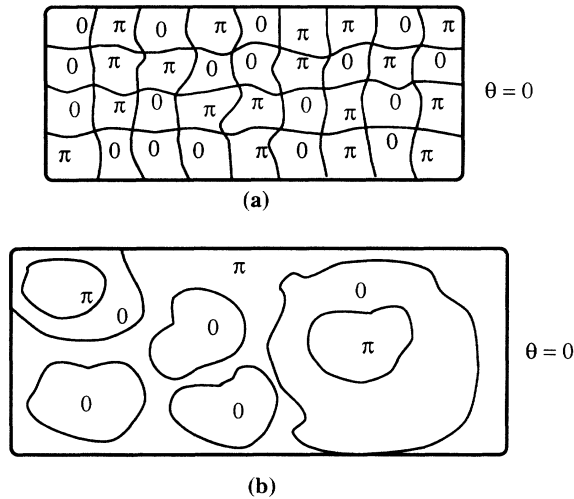 0 π 0 π 0 π π 0 π
0 π π 0 0 π 0 π 0
0 π 0 π π 0 π 0 π
π 0 0 0 π 0 π 0 π
θ = 0
(a)
π
π 0 0 0
π
θ = 0
0 0
(b)